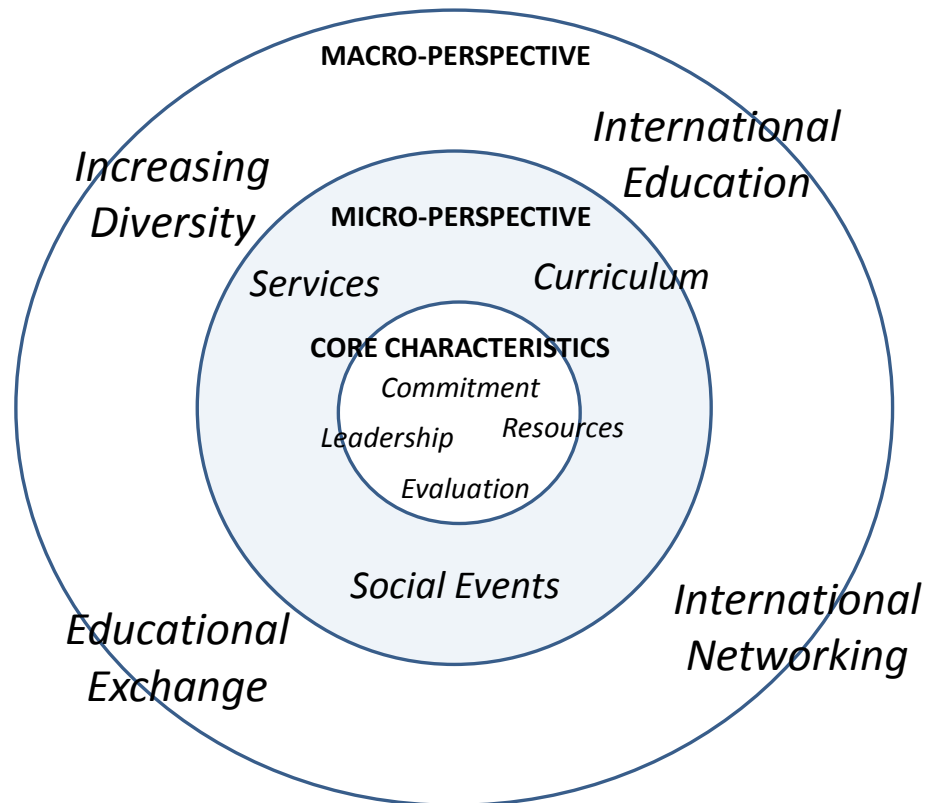 MACRO-PERSPECTIVE
International
Education
Increasing
Diversity
MICRO-PERSPECTIVE
Services
Curriculum
CORE CHARACTERISTICS
Commitment
Leadership
Resources
Evaluation
Social Events
Educational
Exchange
International
Networking